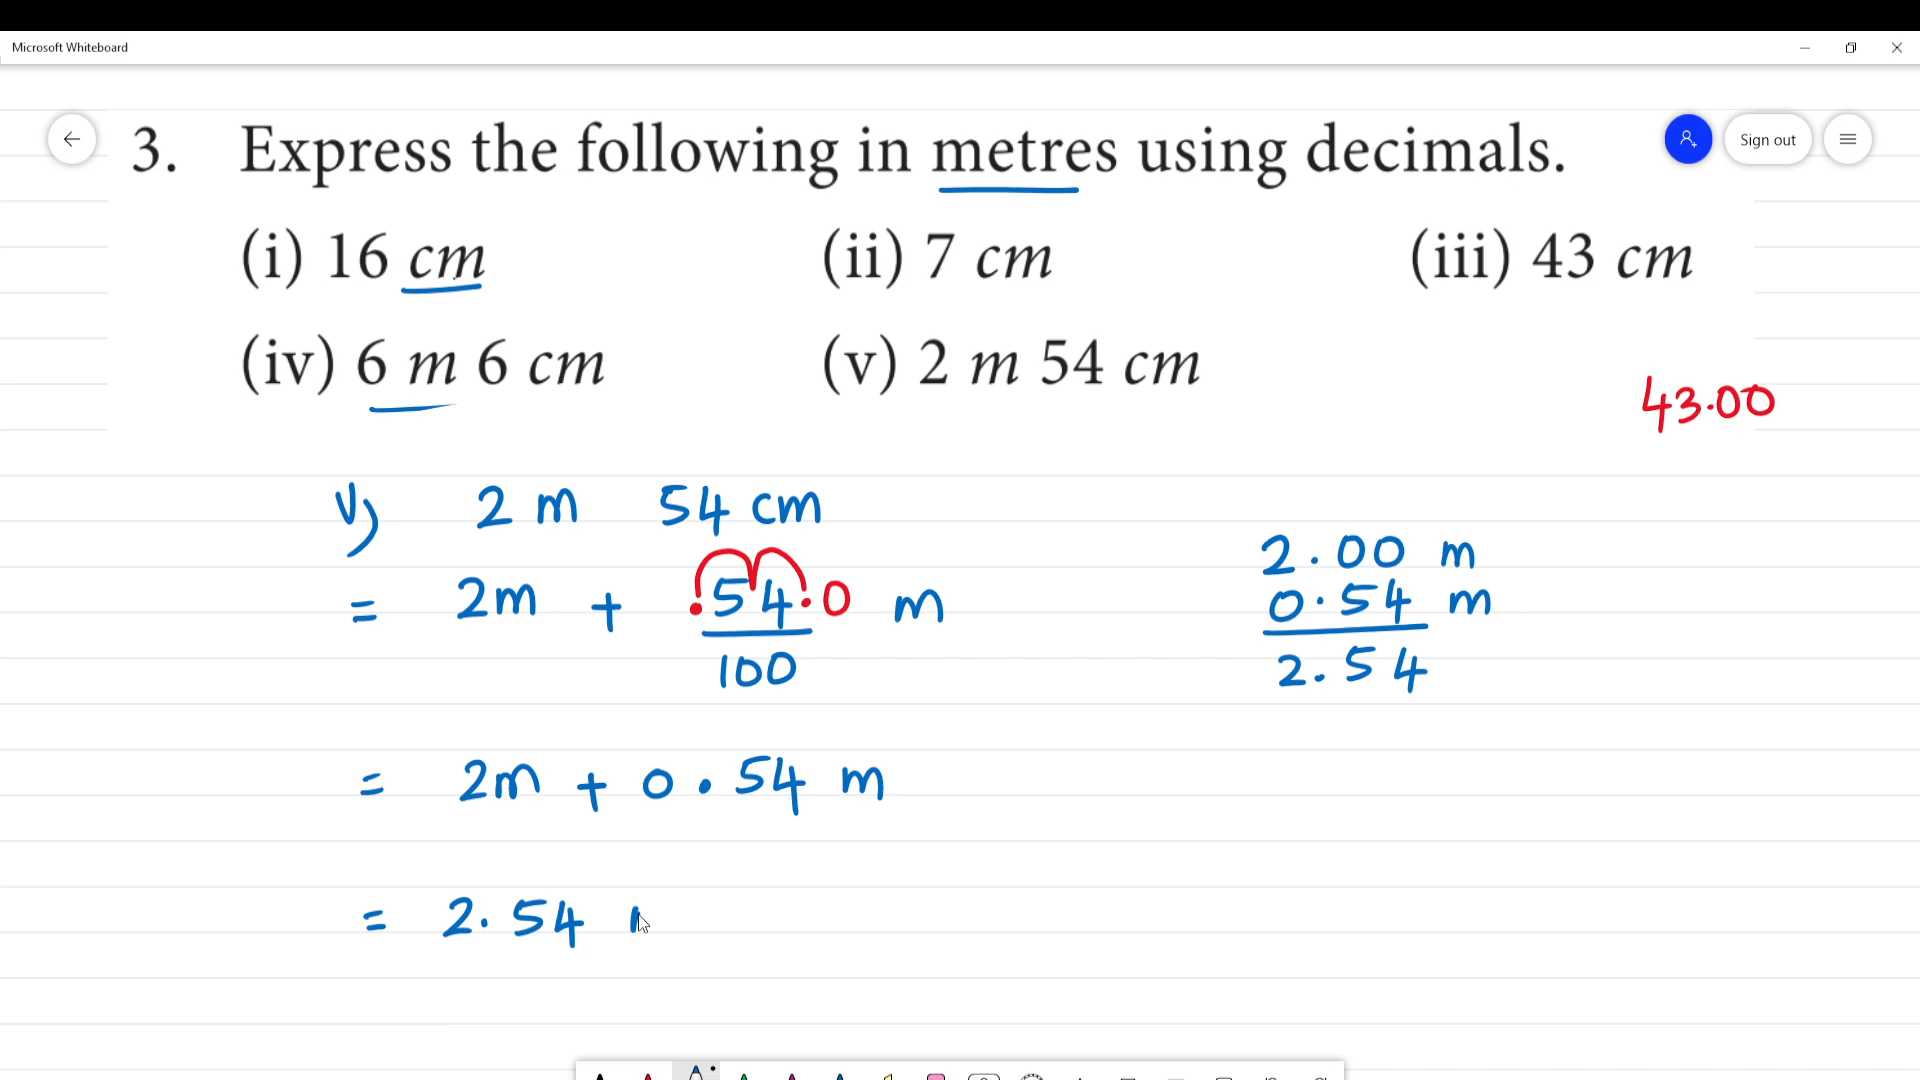 Microsoft Whiteboard
3. Express the following in metres using decimals.
Sign out
(i) 16 cm (ii) 7 cm (iii) 43 cm
(iv) 6 m 6 cm (v) 2 m 54 cm
43.00
v) 2 m 54 cm
2.00 m
= 2m + .54.0 m
0.54 m
100
2.54
= 2m + 0.54 m
= 2.54